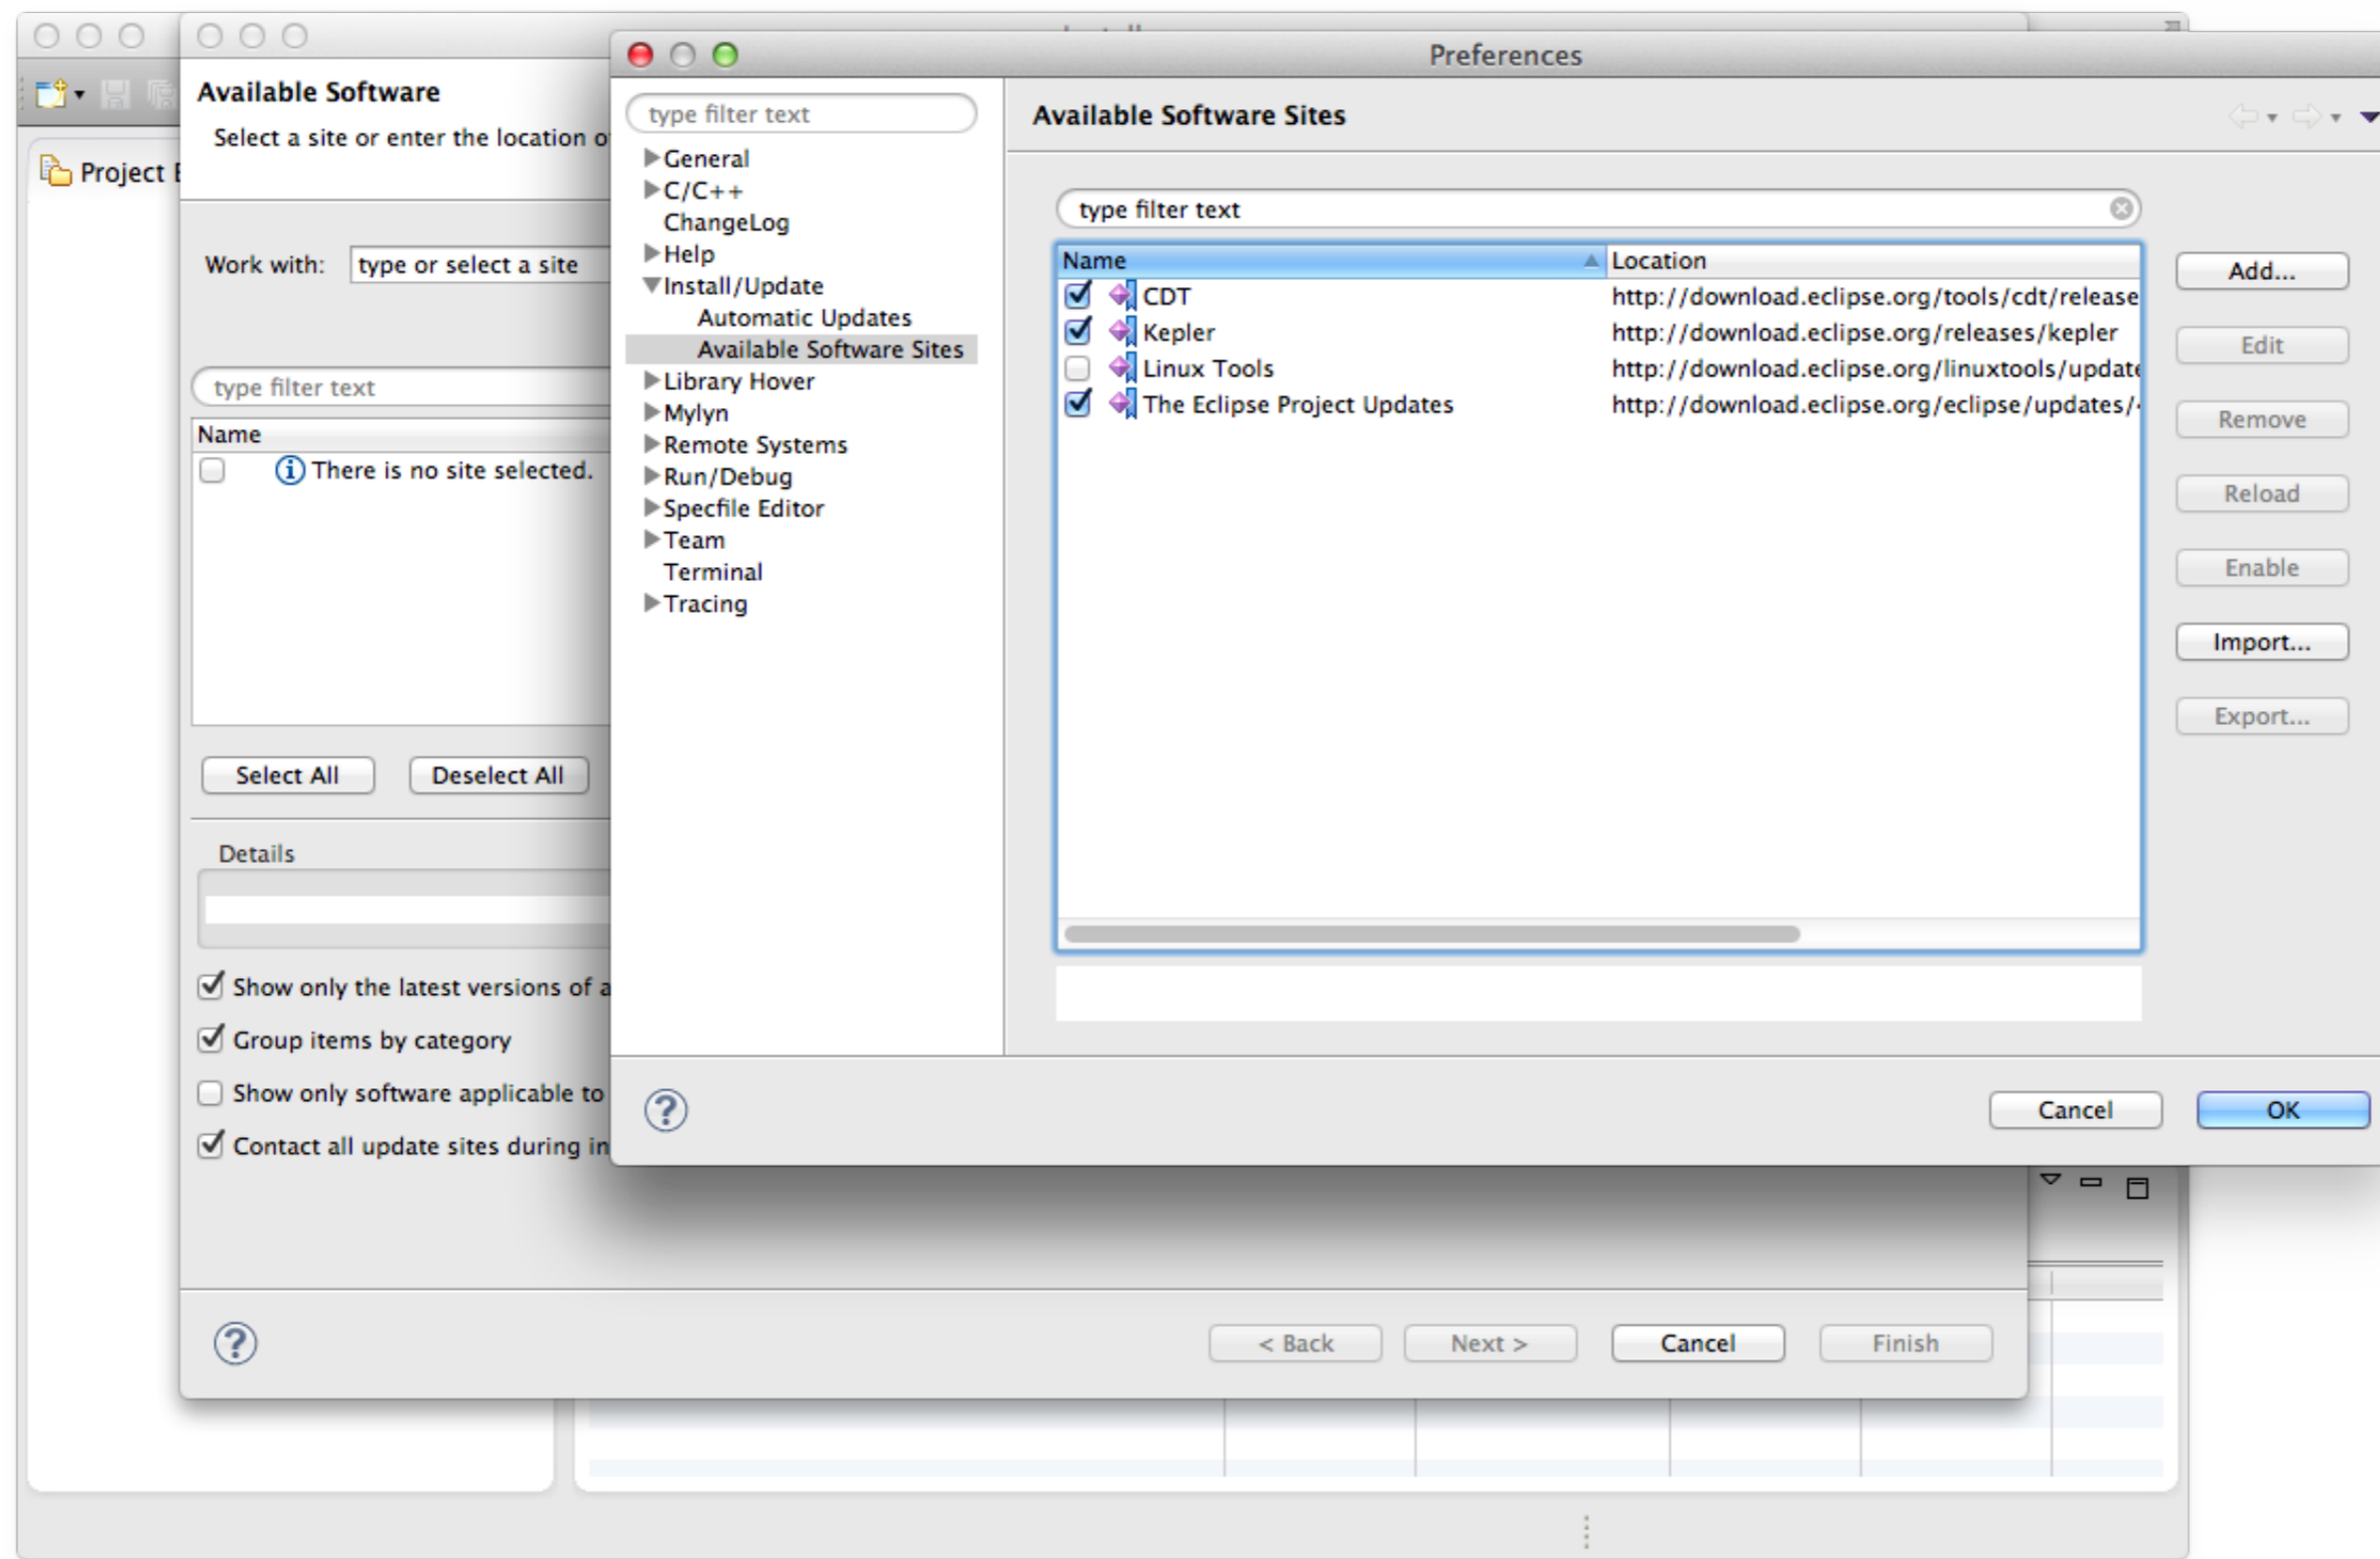 Preferences
Available Software
Select a site or enter the location
Project
Work with:
type or select a site
type filter text
Name
There is no site selected.
Select All
Deselect All
Details
Show only the latest versions of
Group items by category
Show only software applicable to
Contact all update sites during
< Back
Next >
Cancel
Finish
type filter text
General
C/C++
ChangeLog
Help
Install/Update
Automatic Updates
Available Software Sites
Library Hover
Mylyn
Remote Systems
Run/Debug
Specfile Editor
Team
Terminal
Tracing
Available Software Sites
type filter text
Name Location
CDT http://download.eclipse.org/tools/cdt/release
Kepler http://download.eclipse.org/releases/kepler
Linux Tools http://download.eclipse.org/linuxtools/update
The Eclipse Project Updates http://download.eclipse.org/eclipse/updates/
Add...
Edit
Remove
Reload
Enable
Import...
Export...
Cancel
OK